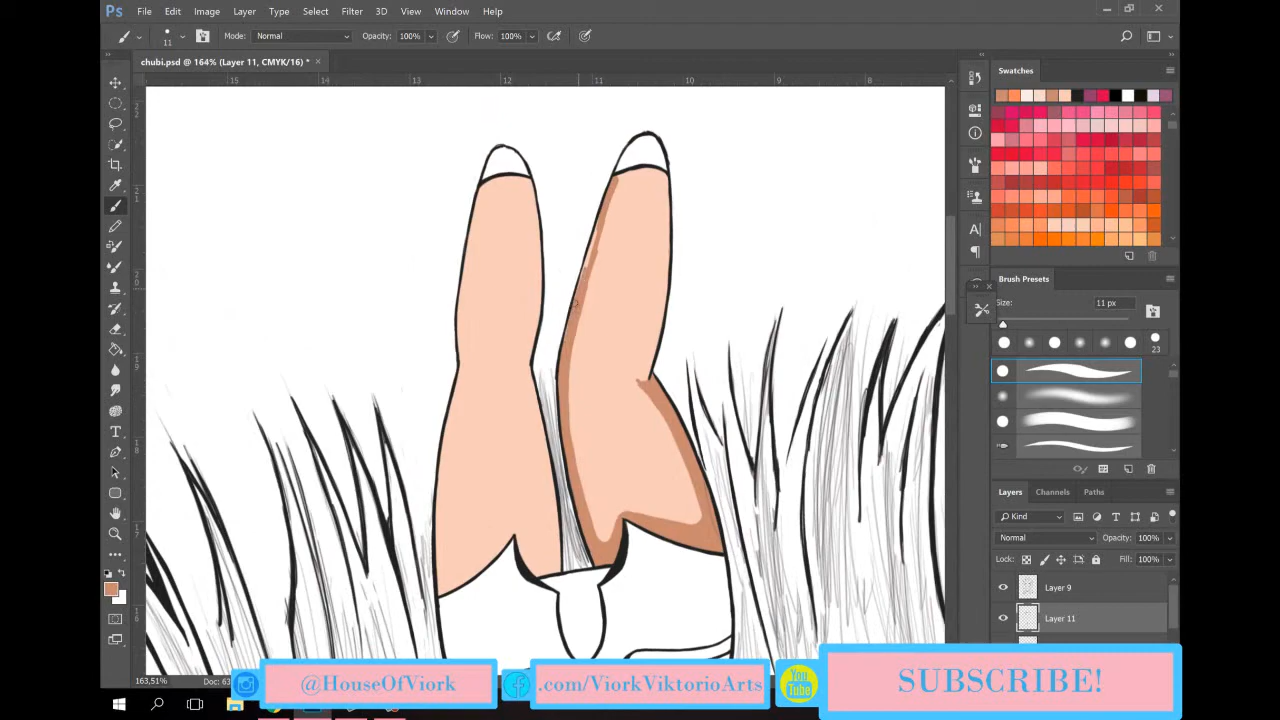 Ps File Edit Image Layer Type Select Filter 3D View Window Help
11 Mode: Normal Opacity: 100% Flow: 100%
chubi.psd @ 164% (Layer 11, CMYK/16) * ×
15 14 13 12 11 10 9 8
Swatches
Brush Presets
Size: 11 px
23
Layers Channels Paths
Kind
Normal Opacity: 100%
Lock: Fill: 100%
Layer 9
Layer 11
163,51% Doc: 63
@HouseOfViork
.com/ViorkViktorioArts
You Tube
SUBSCRIBE!